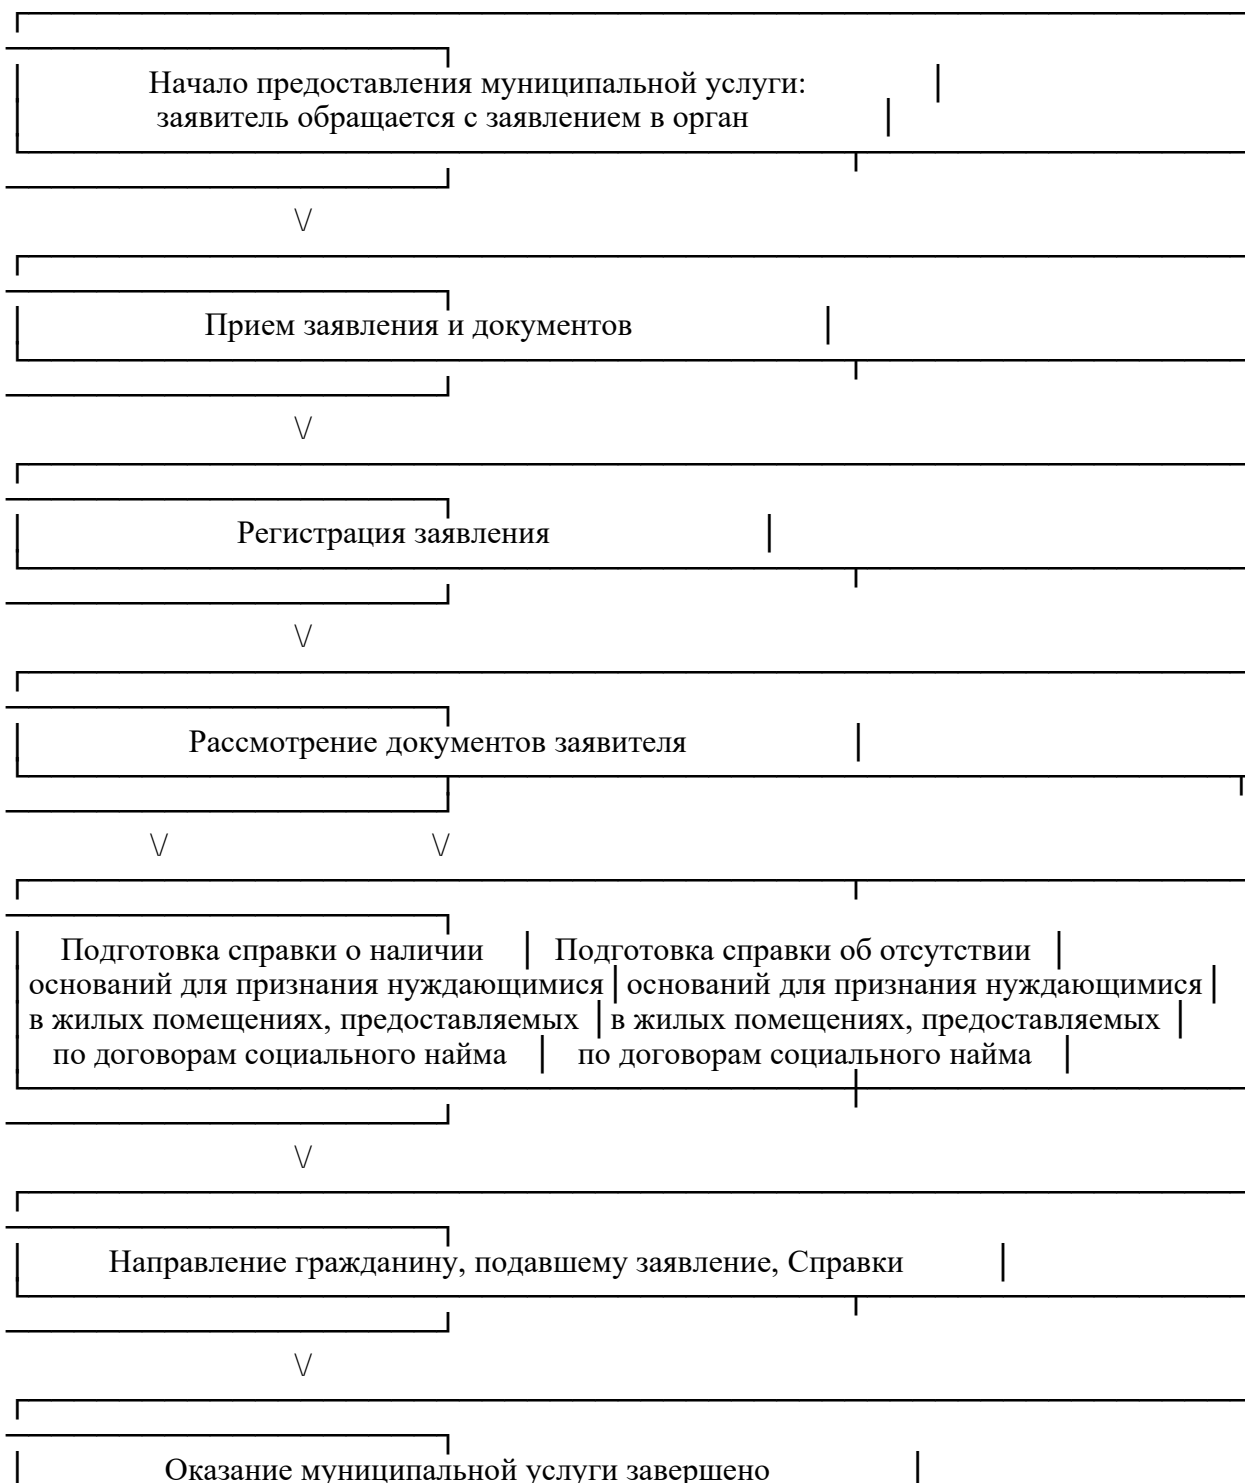 Начало предоставления муниципальной услуги:
заявитель обращается с заявлением в орган
\/
Прием заявления и документов
\/
Регистрация заявления
\/
Рассмотрение документов заявителя
\/ \/
Подготовка справки о наличии │ Подготовка справки об отсутствии
оснований для признания нуждающимися │ оснований для признания нуждающимися
в жилых помещениях, предоставляемых │ в жилых помещениях, предоставляемых
по договорам социального найма │ по договорам социального найма
\/
Направление гражданину, подавшему заявление, Справки
\/
Оказание муниципальной услуги завершено